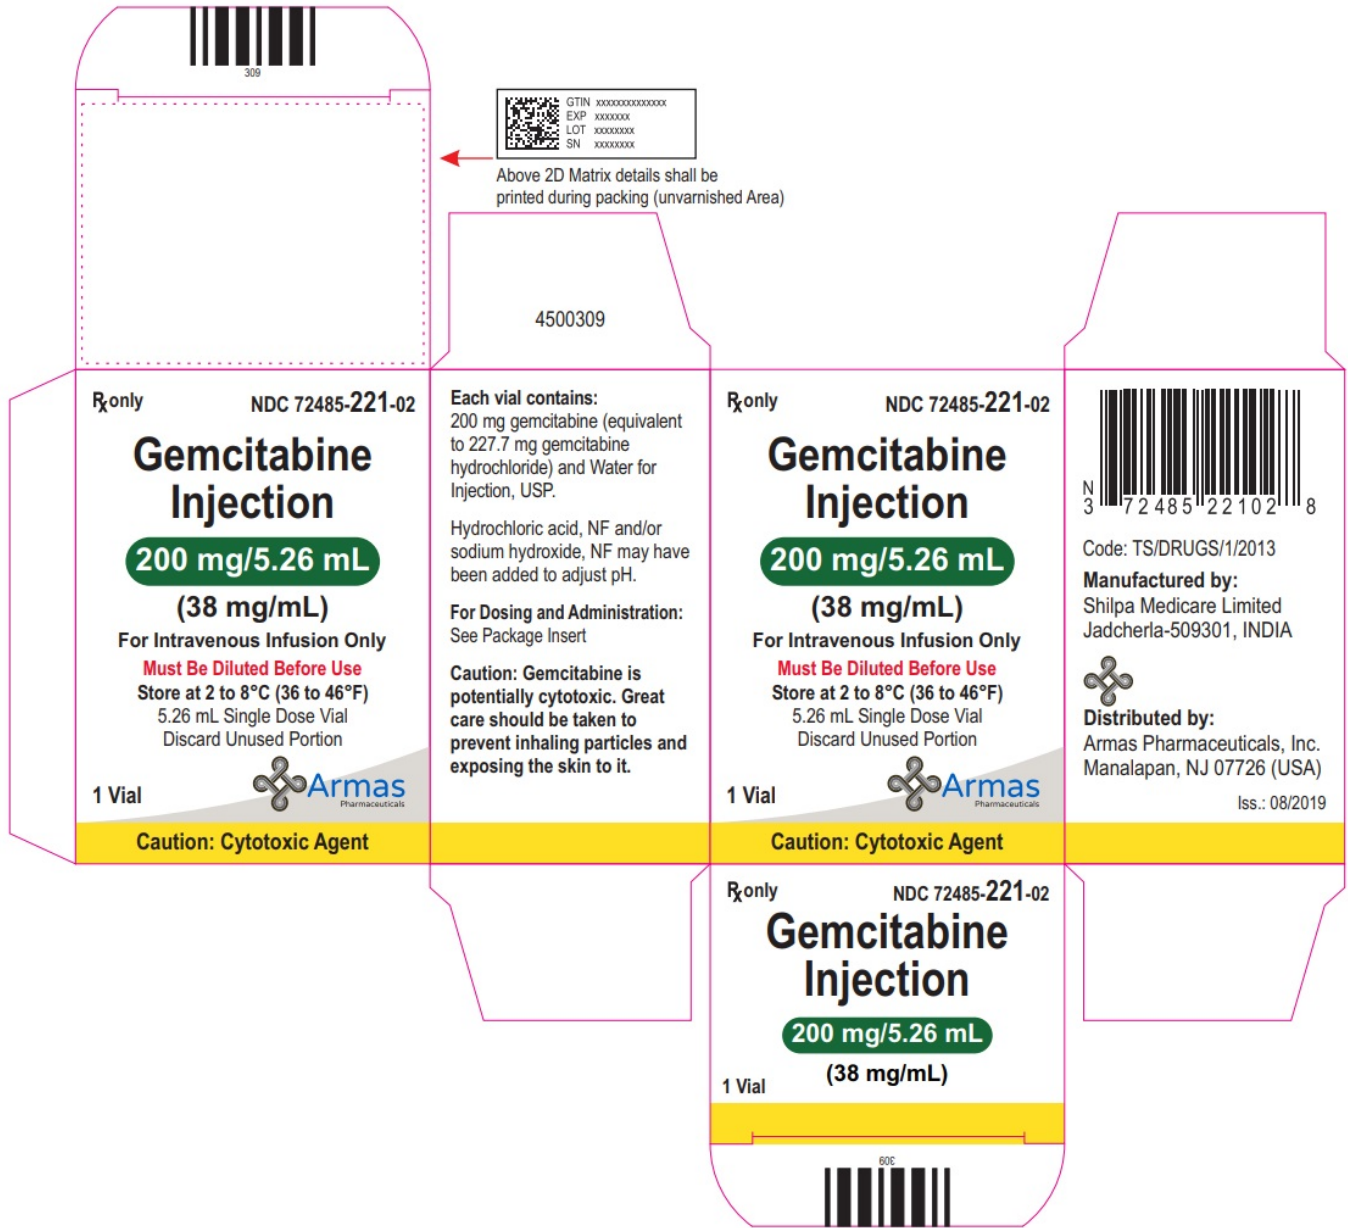 309
GTIN xxxxxxxxxxxxxx
EXP xxxxxxx
LOT xxxxxxxx
SN xxxxxxxx
Above 2D Matrix details shall be
printed during packing (unvarnished Area)
4500309
Rx only
NDC 72485-221-02
Gemcitabine
Injection
200 mg/5.26 mL
(38 mg/mL)
For Intravenous Infusion Only
Must Be Diluted Before Use
Store at 2 to 8°C (36 to 46°F)
5.26 mL Single Dose Vial
Discard Unused Portion
1 Vial
Armas
Pharmaceuticals
Caution: Cytotoxic Agent
Each vial contains:
200 mg gemcitabine (equivalent
to 227.7 mg gemcitabine
hydrochloride) and Water for
Injection, USP.
Hydrochloric acid, NF and/or
sodium hydroxide, NF may have
been added to adjust pH.
For Dosing and Administration:
See Package Insert
Caution: Gemcitabine is
potentially cytotoxic. Great
care should be taken to
prevent inhaling particles and
exposing the skin to it.
Rx only
NDC 72485-221-02
Gemcitabine
Injection
200 mg/5.26 mL
(38 mg/mL)
For Intravenous Infusion Only
Must Be Diluted Before Use
Store at 2 to 8°C (36 to 46°F)
5.26 mL Single Dose Vial
Discard Unused Portion
1 Vial
Armas
Pharmaceuticals
Caution: Cytotoxic Agent
N
3 72485 22102 8
Code: TS/DRUGS/1/2013
Manufactured by:
Shilpa Medicare Limited
Jadcherla-509301, INDIA
Distributed by:
Armas Pharmaceuticals, Inc.
Manalapan, NJ 07726 (USA)
Iss.: 08/2019
Rx only
NDC 72485-221-02
Gemcitabine
Injection
200 mg/5.26 mL
(38 mg/mL)
1 Vial
309